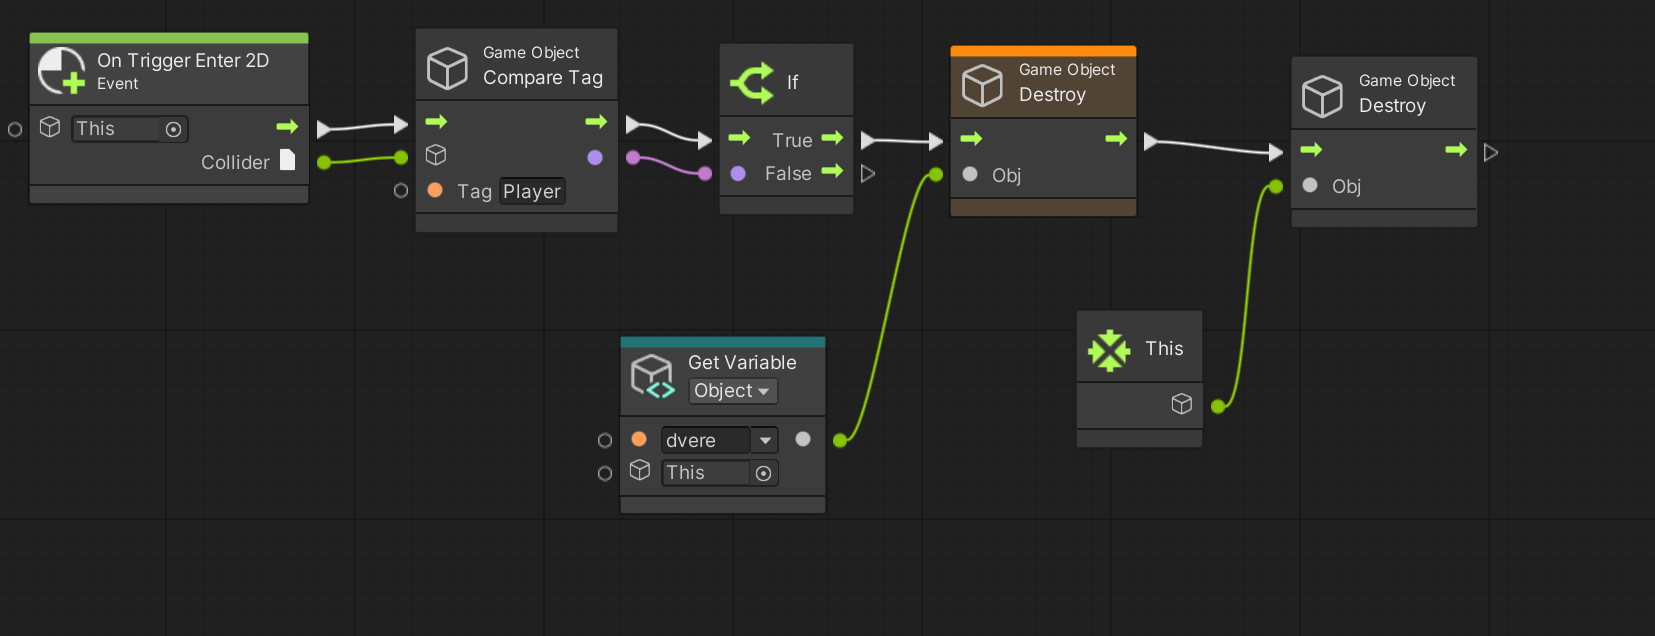 On Trigger Enter 2D
Event
This
Collider
Game Object
Compare Tag
Tag Player
If
True
False
Game Object
Destroy
Obj
Game Object
Destroy
Obj
Get Variable
Object
dvere
This
This